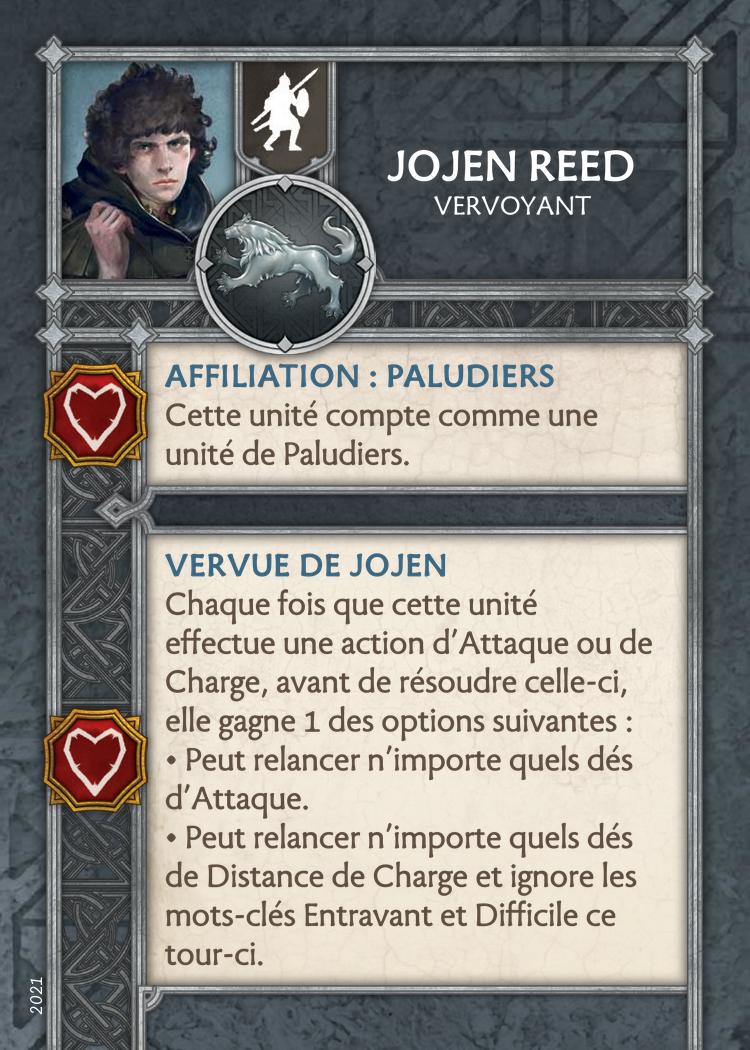 JOJEN REED
VERVOYANT
AFFILIATION : PALUDIERS
Cette unité compte comme une
unité de Paludiers.
VERVUE DE JOJEN
Chaque fois que cette unité
effectue une action d'Attaque ou de
Charge, avant de résoudre celle-ci,
elle gagne 1 des options suivantes :
• Peut relancer n'importe quels dés
d'Attaque.
• Peut relancer n'importe quels dés
de Distance de Charge et ignore les
mots-clés Entravant et Difficile ce
tour-ci.
2021